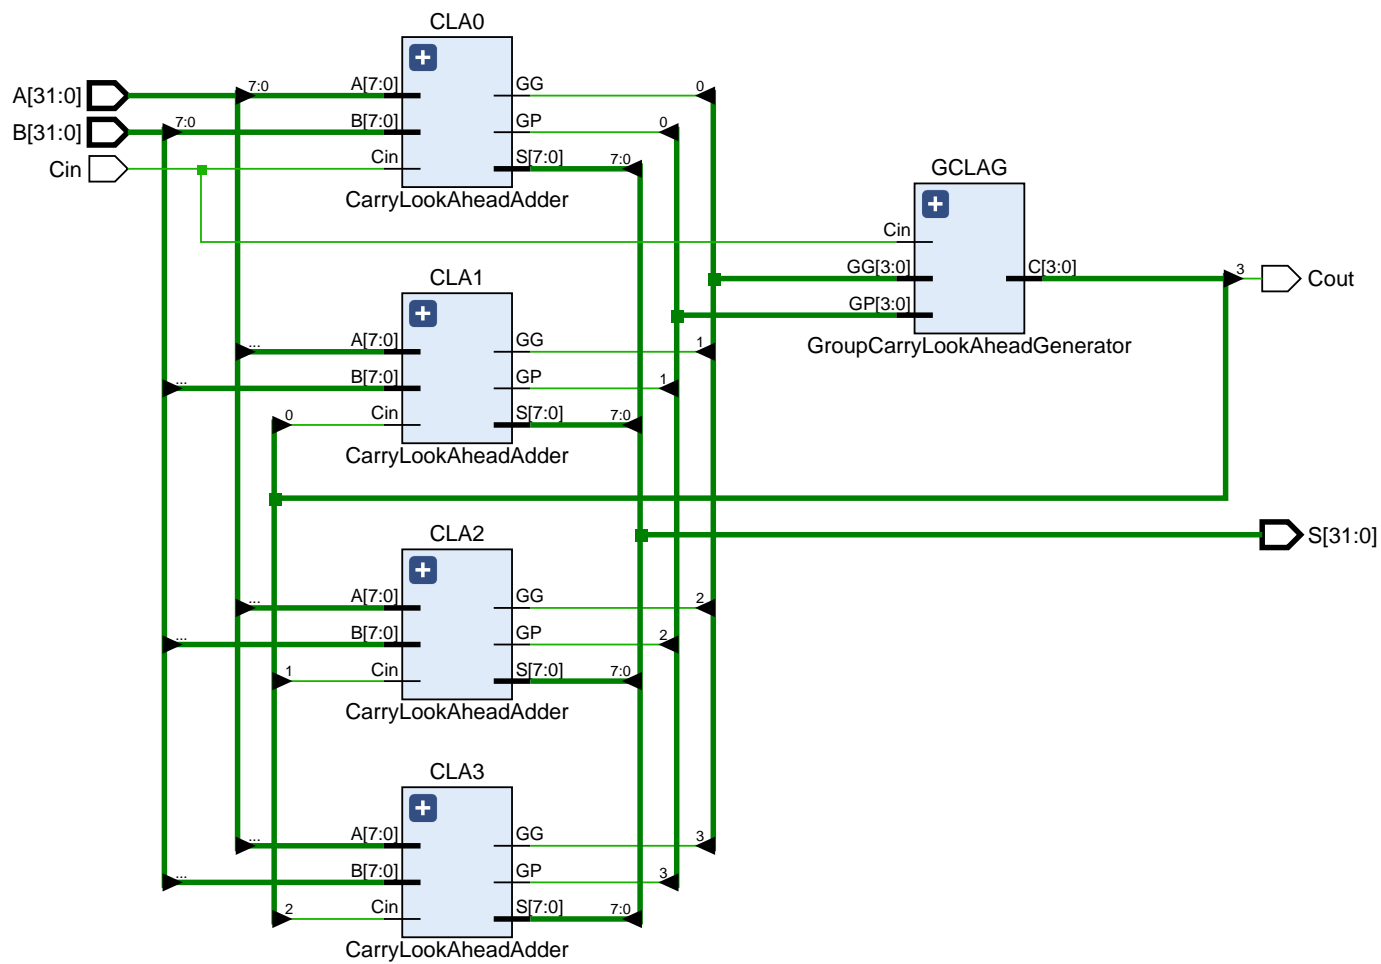 CLA0
A[31:0]
7:0
A[7:0]
GG
0
B[31:0]
7:0
B[7:0]
GP
0
Cin
Cin
S[7:0]
7:0
CarryLookAheadAdder
GCLAG
Cin
GG[3:0]
C[3:0]
3
Cout
GP[3:0]
GroupCarryLookAheadGenerator
CLA1
...
A[7:0]
GG
1
...
B[7:0]
GP
1
0
Cin
S[7:0]
7:0
CarryLookAheadAdder
S[31:0]
CLA2
...
A[7:0]
GG
2
...
B[7:0]
GP
2
1
Cin
S[7:0]
7:0
CarryLookAheadAdder
CLA3
...
A[7:0]
GG
3
...
B[7:0]
GP
3
2
Cin
S[7:0]
7:0
CarryLookAheadAdder